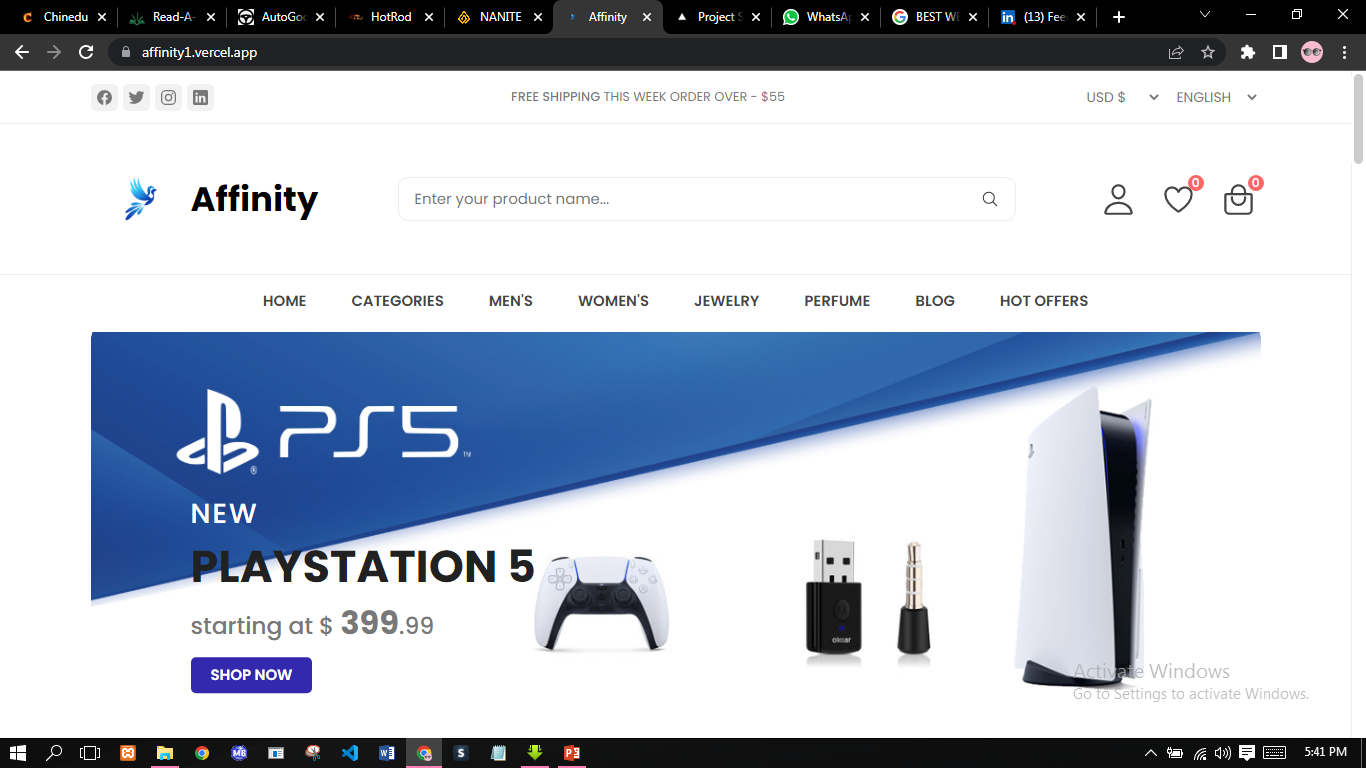 Chinedu
Read-A-
AutoGoo
HotRod
NANITE
Affinity
Project S
WhatsAp
BEST WE
(13) Fee
affinity1.vercel.app
FREE SHIPPING THIS WEEK ORDER OVER - $55
USD $
ENGLISH
Affinity
Enter your product name...
0
0
HOME
CATEGORIES
MEN'S
WOMEN'S
JEWELRY
PERFUME
BLOG
HOT OFFERS
PS5
NEW
PLAYSTATION 5
starting at $ 399.99
SHOP NOW
Activate Windows
Go to Settings to activate Windows.
5:41 PM